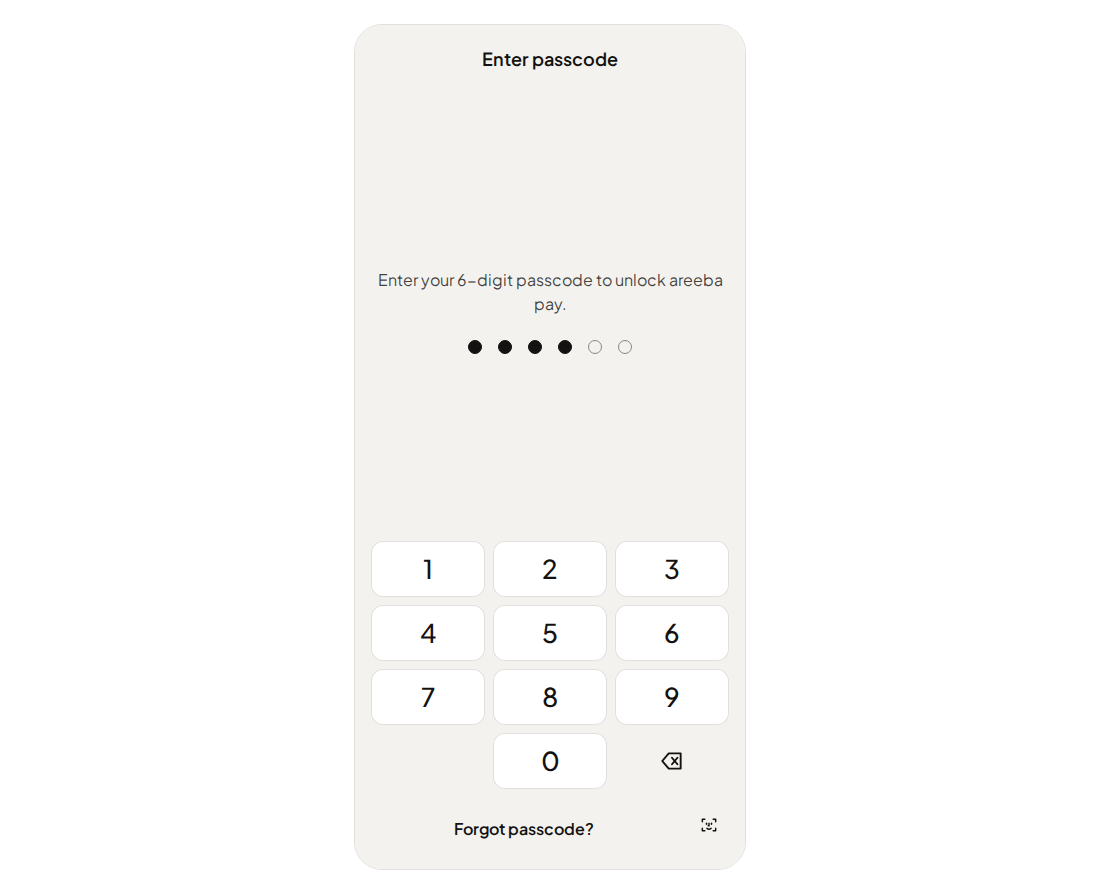 Enter passcode
Enter your 6–digit passcode to unlock areeba
pay.
1 2 3
4 5 6
7 8 9
0
Forgot passcode?